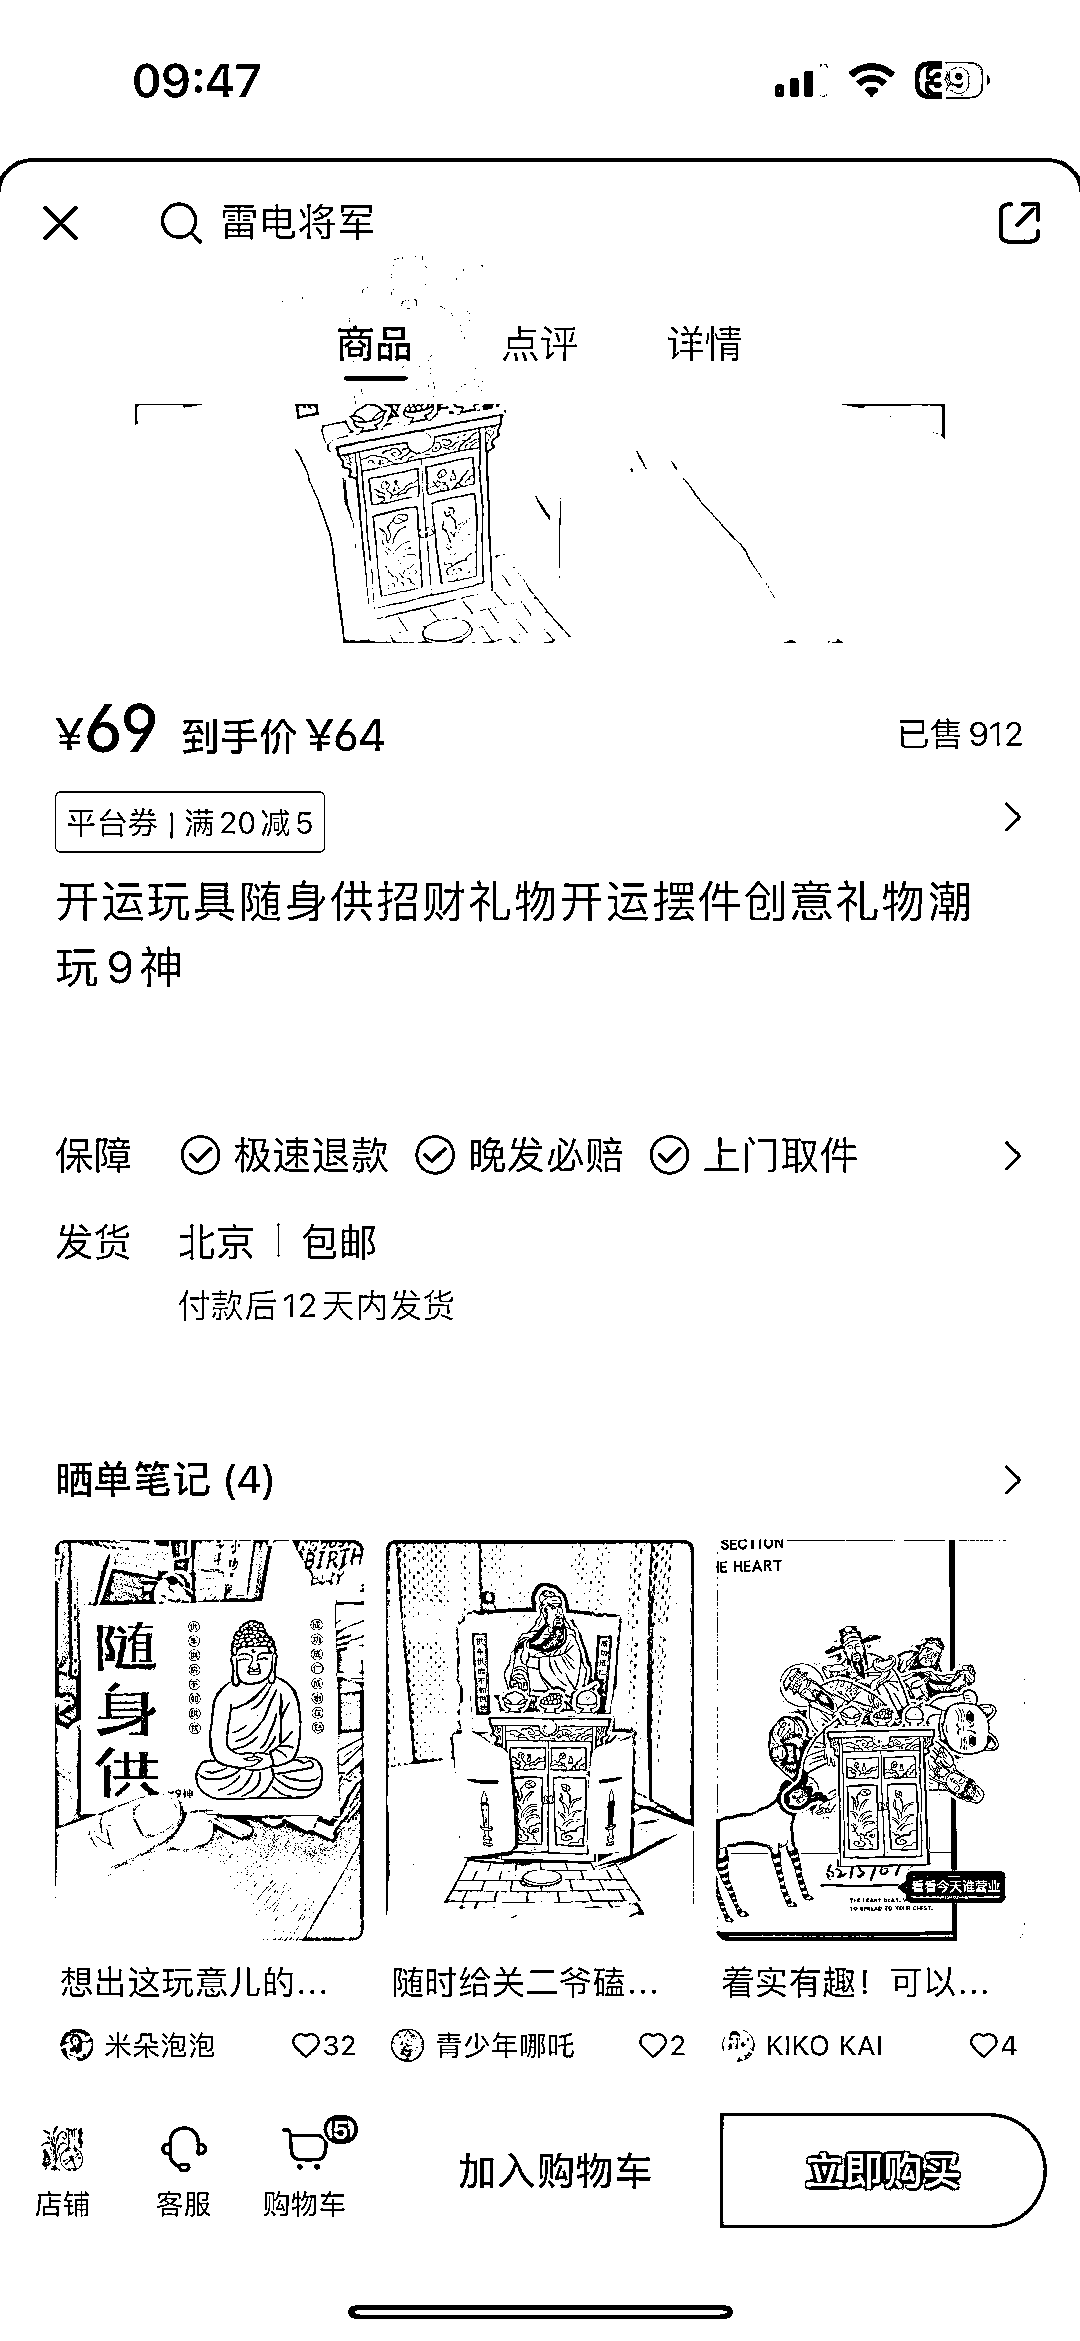 09:47
39
雷电将军
商品 点评 详情
¥69 到手价 ¥64 已售 912
平台券 | 满20减5
开运玩具随身供招财礼物开运摆件创意礼物潮
玩9神
保障 极速退款 晚发必赔 上门取件
发货 北京 | 包邮
付款后12天内发货
晒单笔记 (4)
BIRTH
随
身
供
SECTION
E HEART
看看今天谁营业
想出这玩意儿的...
随时给关二爷磕...
着实有趣！可以...
米朵泡泡 32
青少年哪吒 2
KIKO KAI 4
店铺 客服 购物车 加入购物车 立即购买